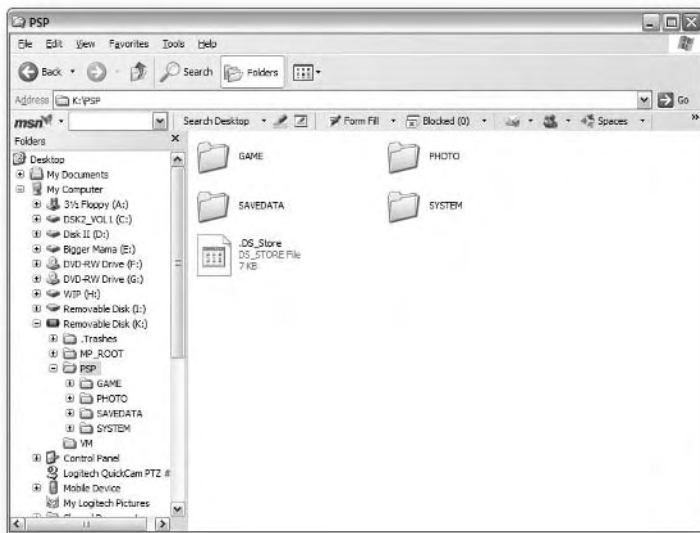 PSP
File Edit View Favorites Tools Help
Back Search Folders
Address K:\PSP Go
msn Search Desktop Form Fill Blocked (0) Spaces »
Folders X
Desktop
My Documents
My Computer
3½ Floppy (A:)
DSK2_VOL1 (C:)
Disk II (D:)
Bigger Mama (E:)
DVD-RW Drive (F:)
DVD-RW Drive (G:)
WIP (H:)
Removable Disk (I:)
Removable Disk (K:)
.Trashes
MP_ROOT
PSP
GAME
PHOTO
SAVEDATA
SYSTEM
VM
Control Panel
Logitech QuickCam PTZ
Mobile Device
My Logitech Pictures
GAME PHOTO
SAVEDATA SYSTEM
.DS_Store
DS_STORE File
7 KB